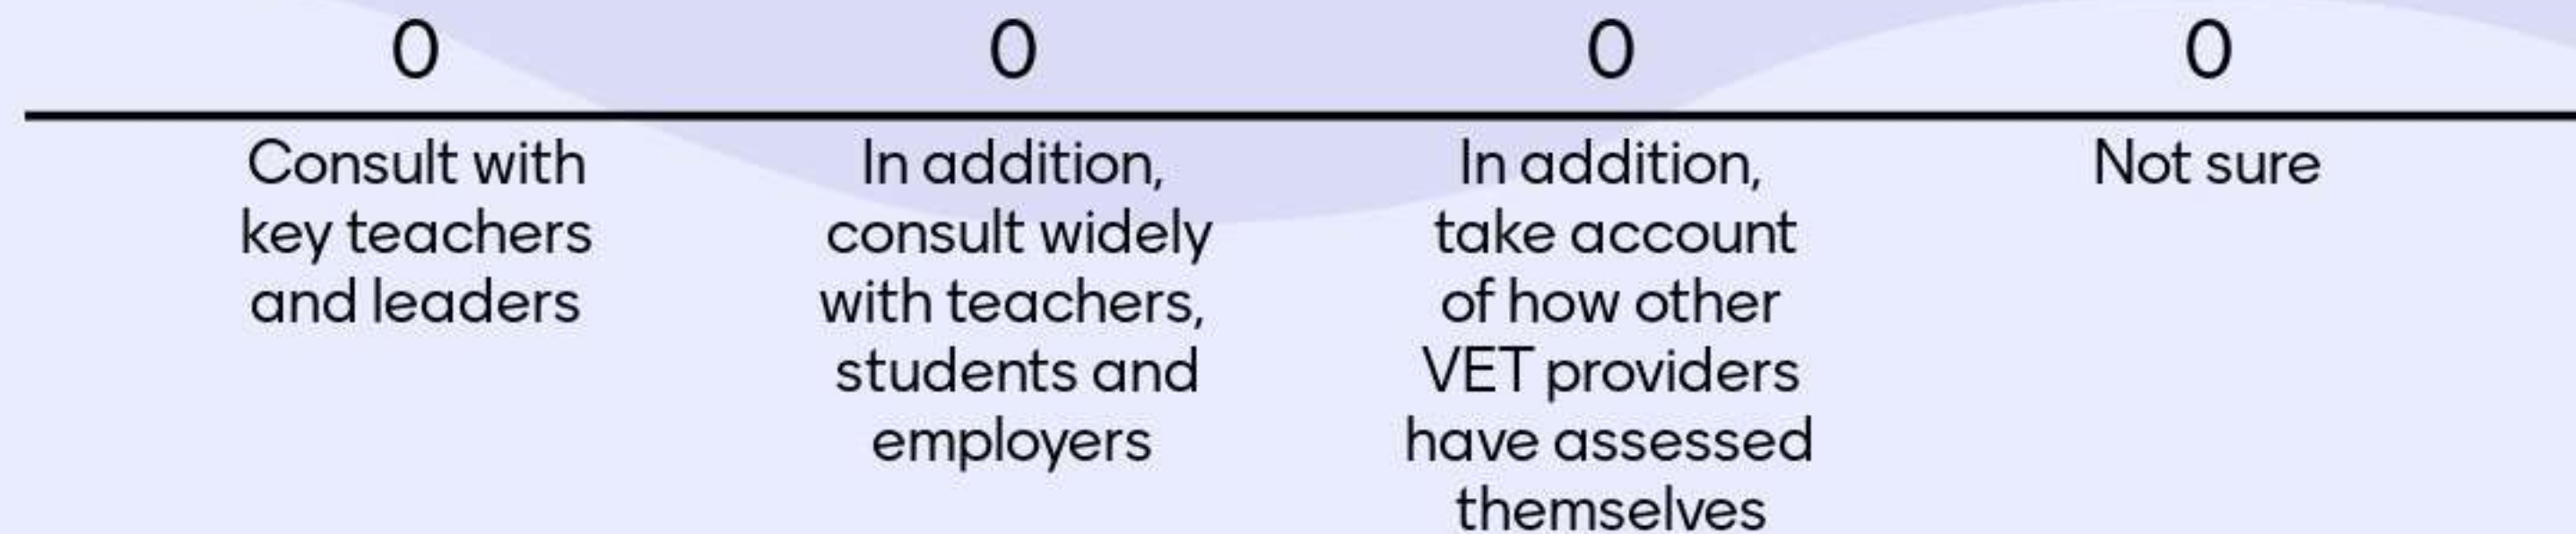 0
0
0
0
Consult with
key teachers
and leaders
In addition,
consult widely
with teachers,
students and
employers
In addition,
take account
of how other
VET providers
have assessed
themselves
Not sure